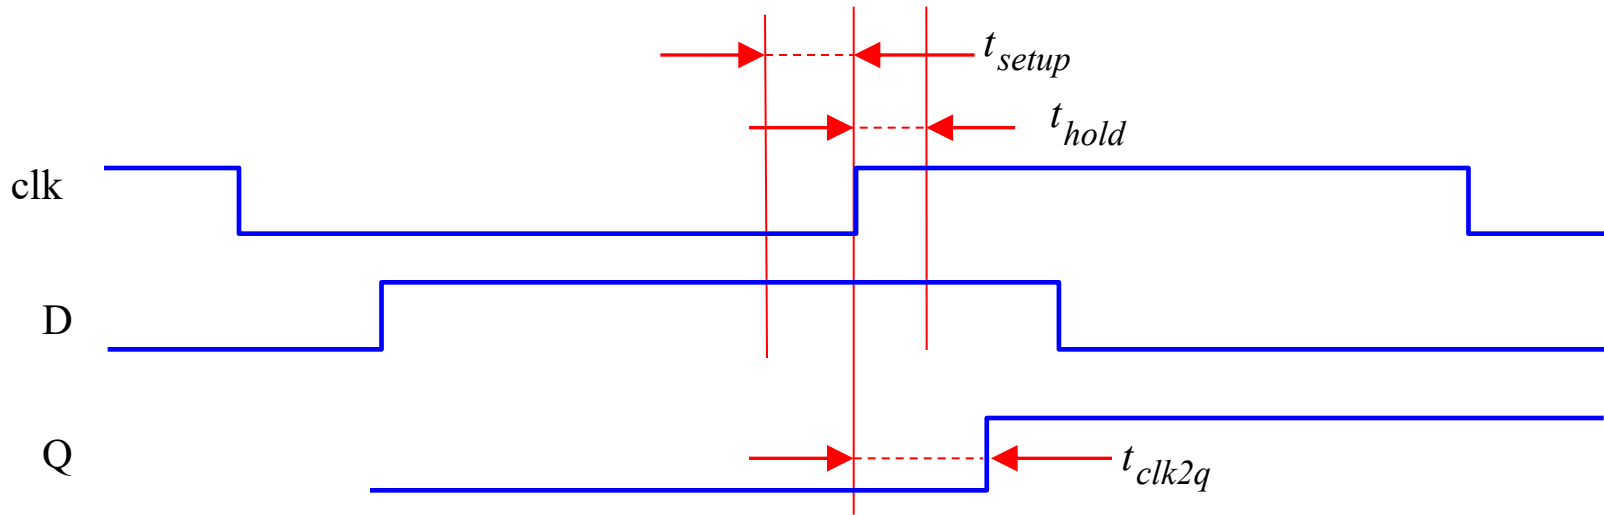 t_setup
t_hold
clk
D
Q
t_clk2q